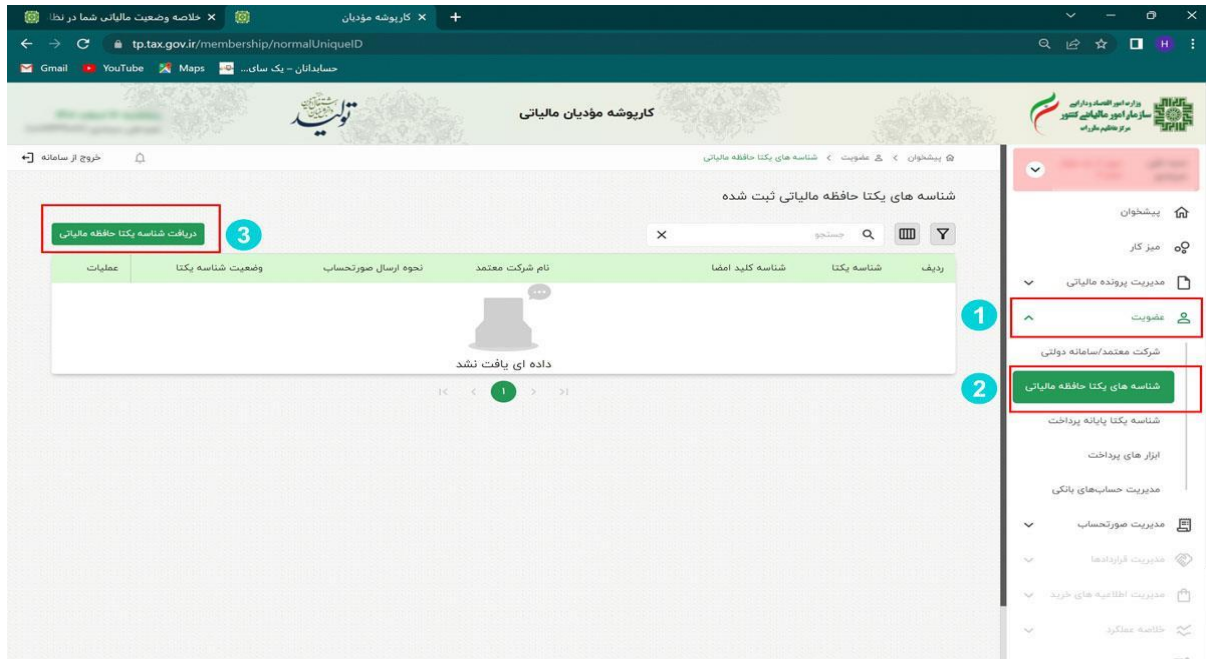 خلاصه وضعیت مالیاتی شما در نظا
کارپوشه مؤدیان
tp.tax.gov.ir/membership/normalUniqueID
H
Gmail
YouTube
Maps
حسابدانان – یک سای...
وزارت امور اقتصادی و دارایی
سازمان امور مالیاتی کشور
کارپوشه مؤدیان مالیاتی
تولید
پیشخوان > عضویت > شناسه های یکتا حافظه مالیاتی
خروج از سامانه
شناسه های یکتا حافظه مالیاتی ثبت شده
جستجو
دریافت شناسه یکتا حافظه مالیاتی
3
ردیف شناسه یکتا شناسه کلید امضا نام شرکت معتمد نحوه ارسال صورتحساب وضعیت شناسه یکتا عملیات
داده ای یافت نشد
۱
پیشخوان
میز کار
مدیریت پرونده مالیاتی
عضویت
1
شرکت معتمد/سامانه دولتی
شناسه های یکتا حافظه مالیاتی
2
شناسه یکتا پایانه پرداخت
ابزار های پرداخت
مدیریت حساب‌های بانکی
مدیریت صورتحساب
مدیریت قراردادها
مدیریت اطلاعیه های خرید
خلاصه عملکرد